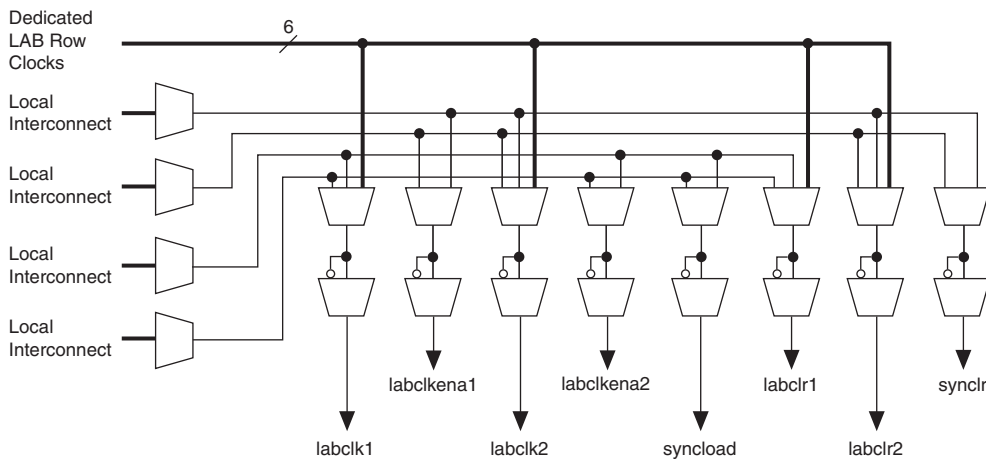 Dedicated
LAB Row
Clocks
6
Local
Interconnect
Local
Interconnect
Local
Interconnect
Local
Interconnect
labclkena1
labclkena2
labclr1
synclr
labclk1
labclk2
syncload
labclr2